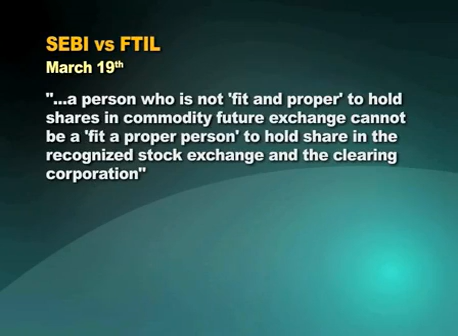 SEBI vs FTIL
March 19th
"...a person who is not 'fit and proper' to hold
shares in commodity future exchange cannot
be a 'fit a proper person' to hold share in the
recognized stock exchange and the clearing
corporation"